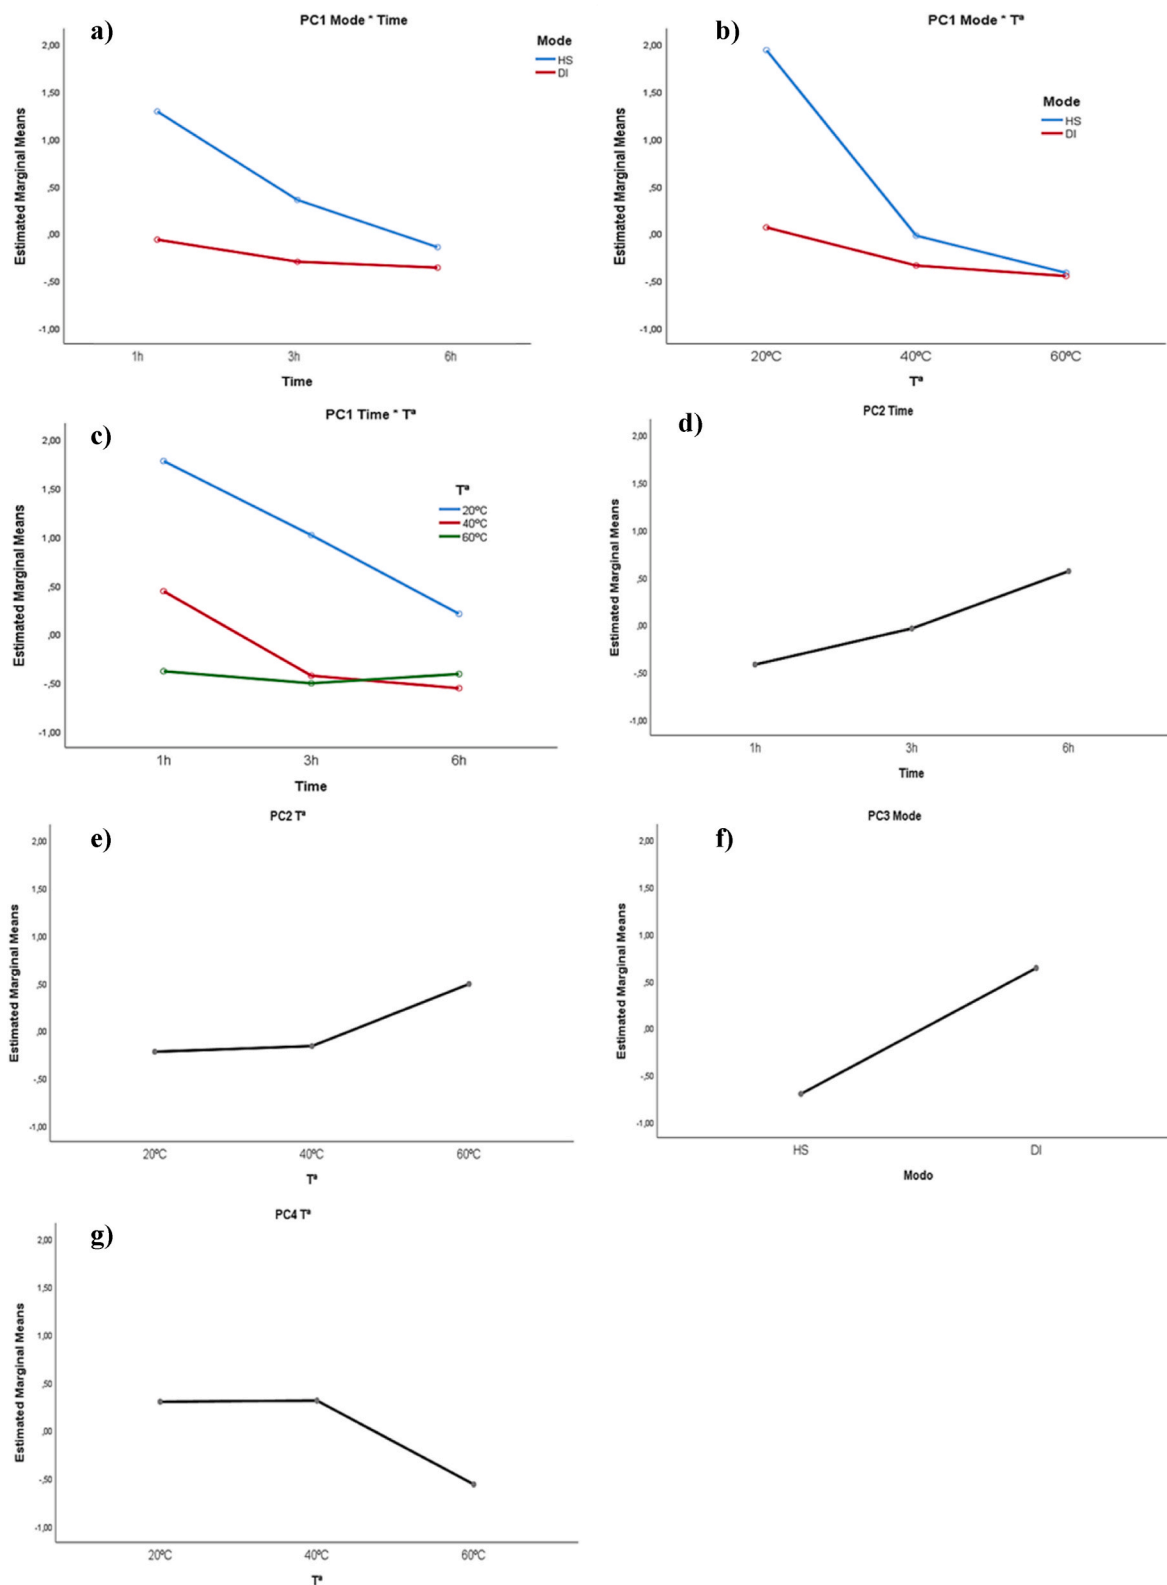 a)
PC1 Mode * Time
Mode
HS
DI
Estimated Marginal Means
2,00
1,50
1,00
,50
,00
-,50
-1,00
1h
3h
6h
Time
b)
PC1 Mode * Tª
Mode
HS
DI
Estimated Marginal Means
2,00
1,50
1,00
,50
,00
-,50
-1,00
20ºC
40ºC
60ºC
Tª
c)
PC1 Time * Tª
Tª
20ºC
40ºC
60ºC
Estimated Marginal Means
2,00
1,50
1,00
,50
,00
-,50
-1,00
1h
3h
6h
Time
d)
PC2 Time
Estimated Marginal Means
2,00
1,50
1,00
,50
,00
-,50
-1,00
1h
3h
6h
Time
e)
PC2 Tª
Estimated Marginal Means
2,00
1,50
1,00
,50
,00
-,50
-1,00
20ºC
40ºC
60ºC
Tª
f)
PC3 Mode
Estimated Marginal Means
2,00
1,50
1,00
,50
,00
-,50
-1,00
HS
DI
Modo
g)
PC4 Tª
Estimated Marginal Means
2,00
1,50
1,00
,50
,00
-,50
-1,00
20ºC
40ºC
60ºC
Tª